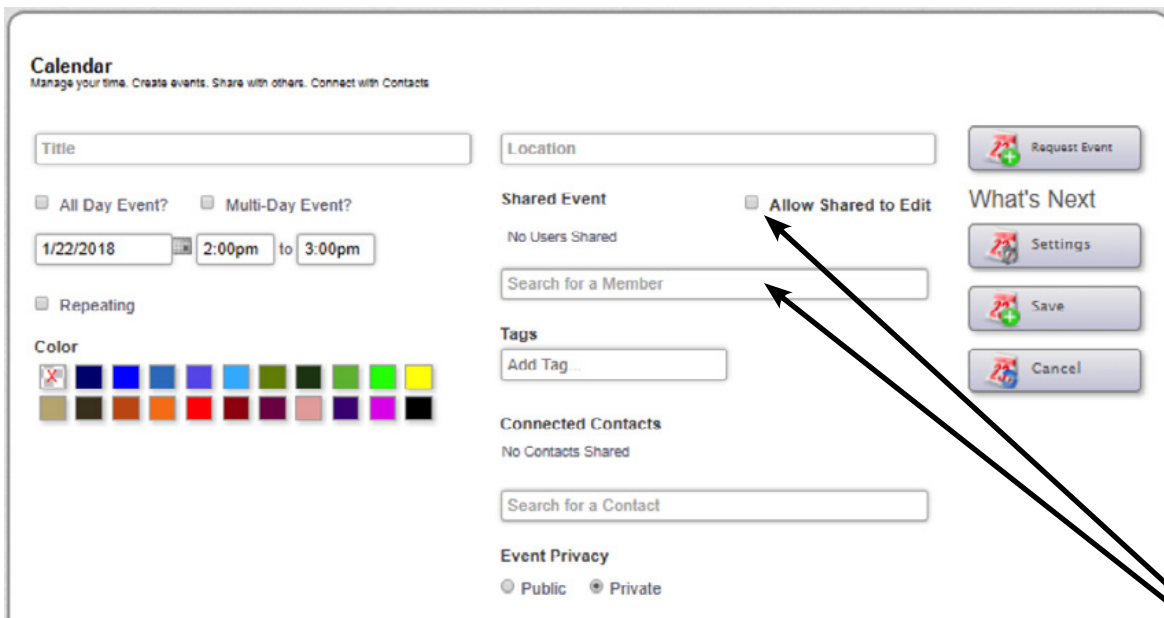 Calendar
Manage your time. Create events. Share with others. Connect with Contacts
Title
All Day Event? Multi-Day Event?
1/22/2018 2:00pm to 3:00pm
Repeating
Color
Location
Shared Event Allow Shared to Edit
No Users Shared
Search for a Member
Tags
Add Tag...
Connected Contacts
No Contacts Shared
Search for a Contact
Event Privacy
Public Private
Request Event
What's Next
Settings
Save
Cancel